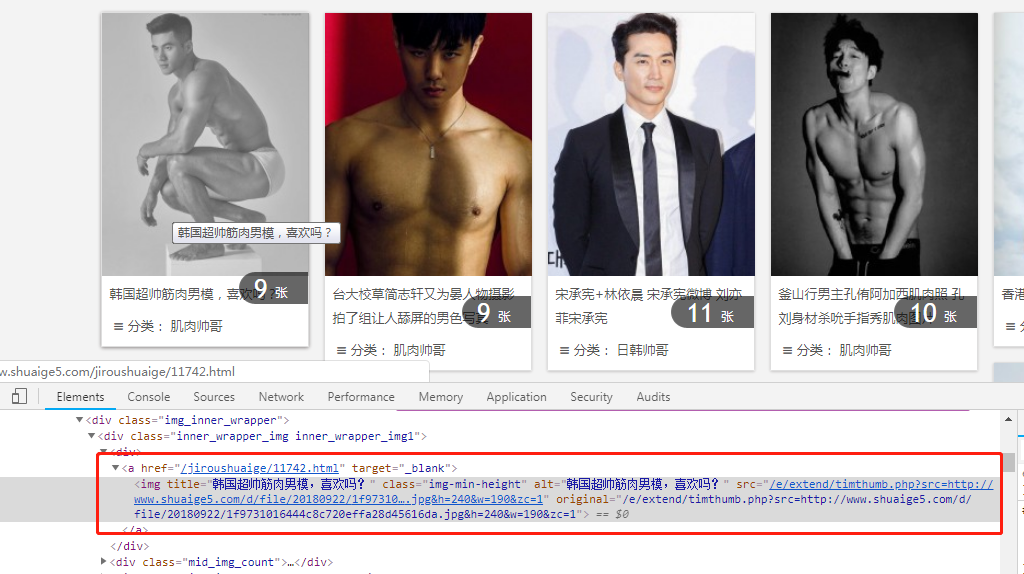 韩国超帅筋肉男模，喜欢吗？
9 张
韩国超帅筋肉男模，喜欢
分类： 肌肉帅哥
9 张
台大校草简志轩又为晏人物摄影
拍了组让人舔屏的男色写真
分类： 肌肉帅哥
11 张
宋承宪+林依晨 宋承宪微博 刘亦
菲宋承宪
分类： 日韩帅哥
10 张
釜山行男主孔侑阿加西肌肉照 孔
刘身材杀吮手指秀肌肉图片
分类： 肌肉帅哥
香港
w.shuaige5.com/jiroushuaige/11742.html
Elements Console Sources Network Performance Memory Application Security Audits
<div class="img_inner_wrapper">
<div class="inner_wrapper_img inner_wrapper_img1">
<div>
<a href="/jiroushuaige/11742.html" target="_blank">
<img title="韩国超帅筋肉男模，喜欢吗？" class="img-min-height" alt="韩国超帅筋肉男模，喜欢吗？" src="/e/extend/timthumb.php?src=http://
www.shuaige5.com/d/file/20180922/1f97310….jpg&h=240&w=190&zc=1" original="/e/extend/timthumb.php?src=http://www.shuaige5.com/d/
file/20180922/1f9731016444c8c720effa28d45616da.jpg&h=240&w=190&zc=1"> == $0
</a>
</div>
<div class="mid_img_count">…</div>